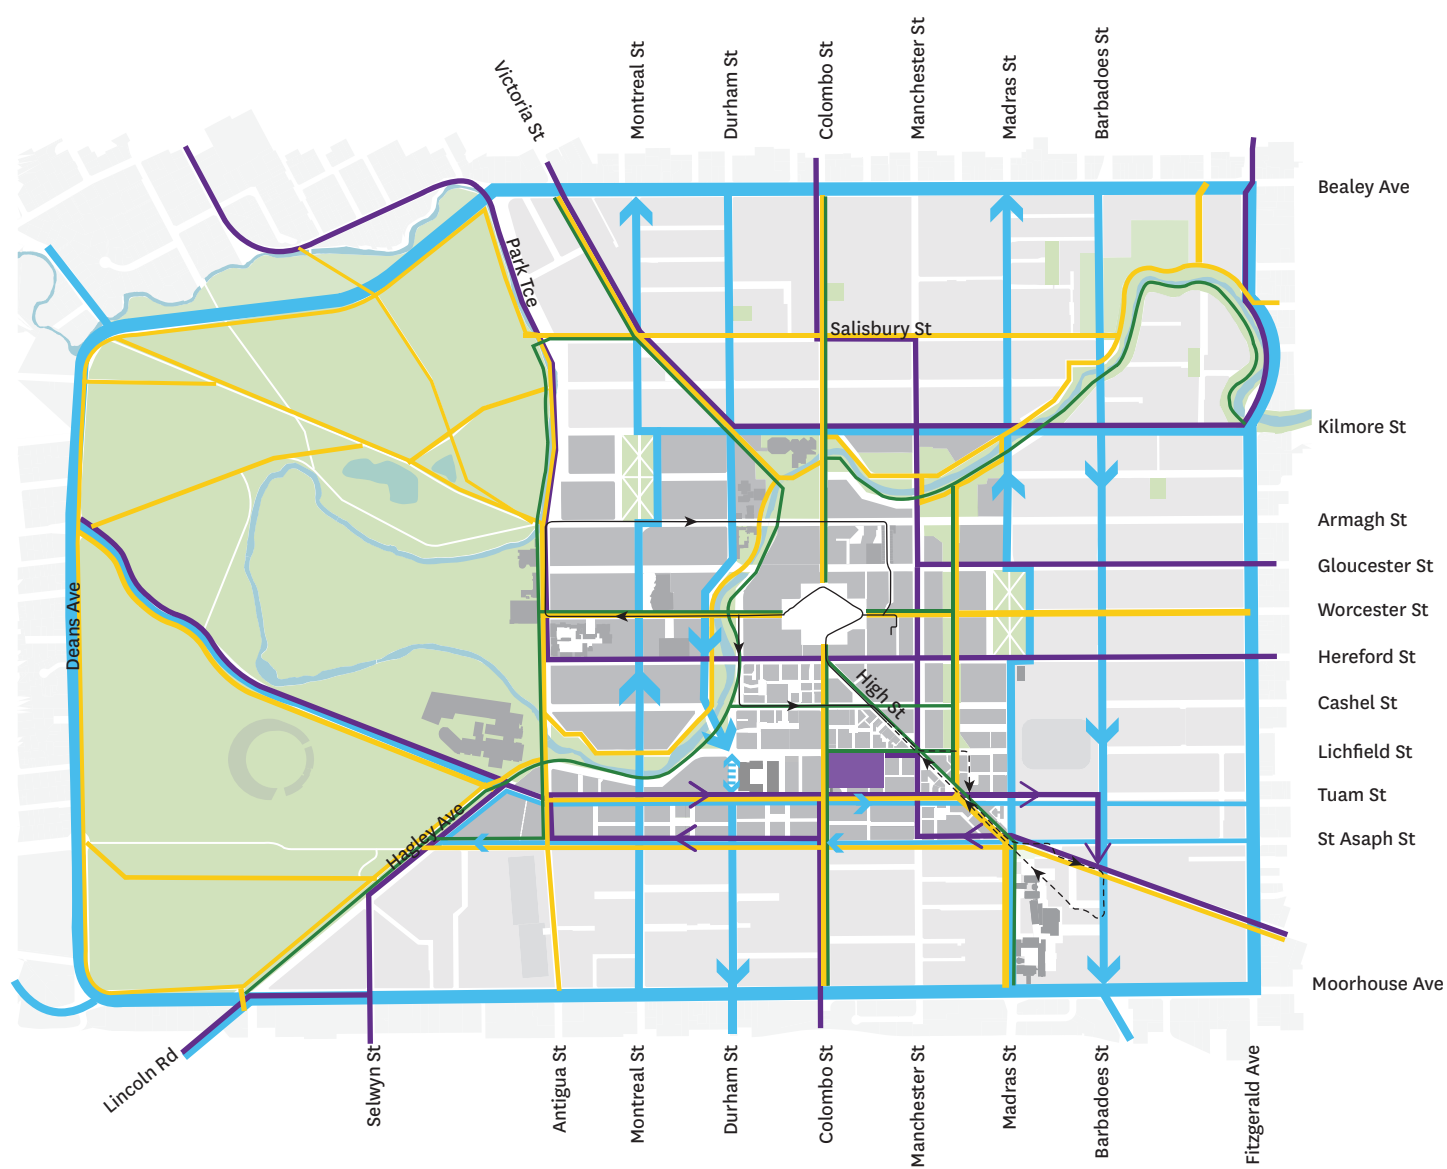 Victoria St
Montreal St
Durham St
Colombo St
Manchester St
Madras St
Barbadoes St
Bealey Ave
Park Tce
Salisbury St
Kilmore St
Armagh St
Gloucester St
Worcester St
Hereford St
Deans Ave
High St
Cashel St
Lichfield St
Tuam St
St Asaph St
Hagley Ave
Moorhouse Ave
Lincoln Rd
Selwyn St
Antigua St
Montreal St
Durham St
Colombo St
Manchester St
Madras St
Barbadoes St
Fitzgerald Ave